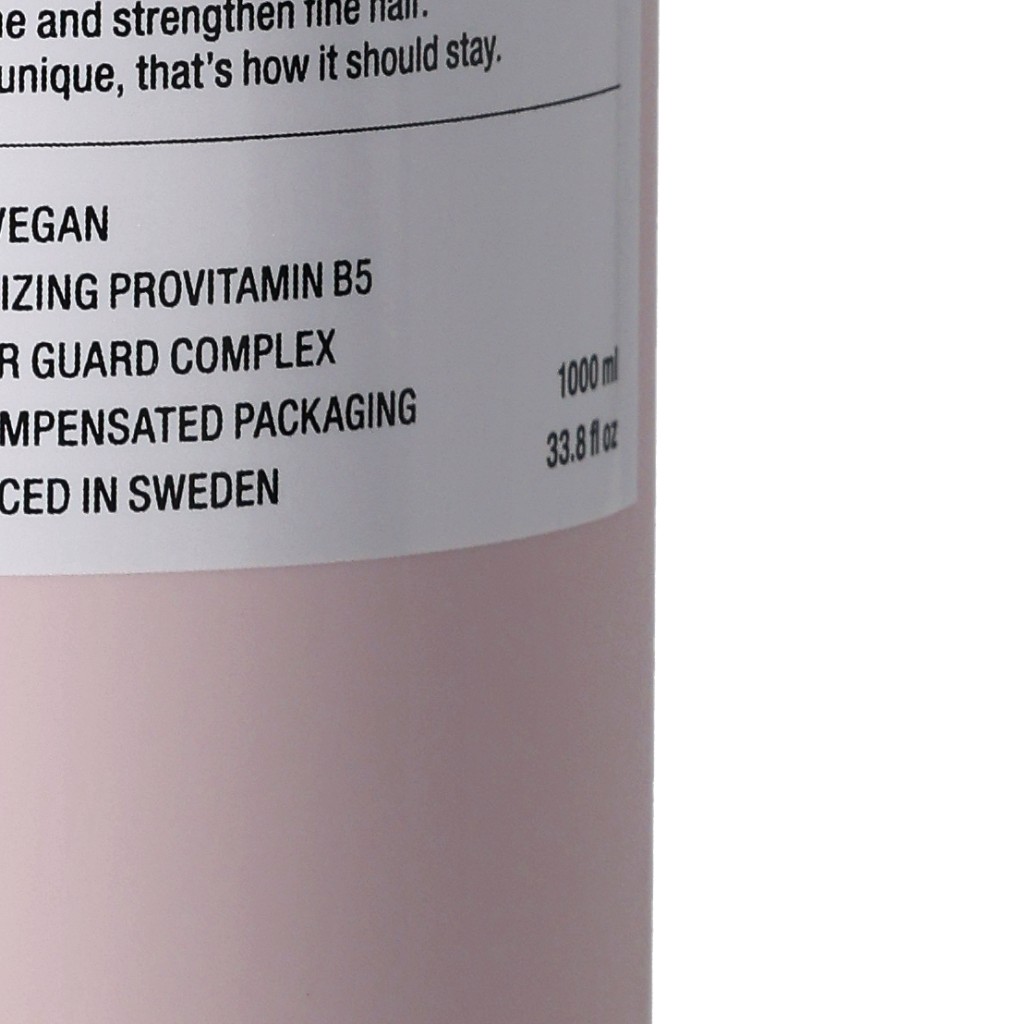 and strengthen fine hair.
unique, that's how it should stay.
VEGAN
IZING PROVITAMIN B5
R GUARD COMPLEX
MPENSATED PACKAGING
CED IN SWEDEN
1000 ml
33.8 fl oz